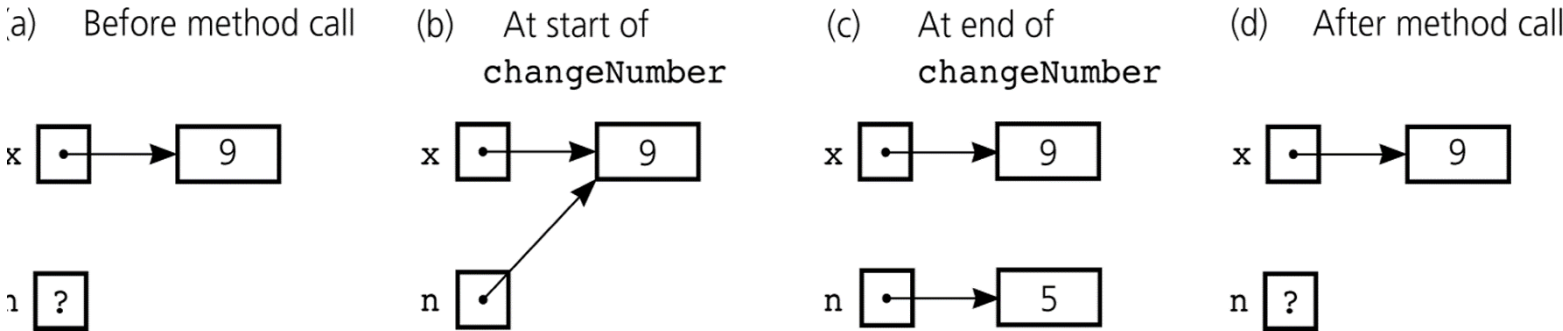 (a) Before method call
(b) At start of
changeNumber
(c) At end of
changeNumber
(d) After method call
x 9
x 9
x 9
x 9
n ?
n
n 5
n ?